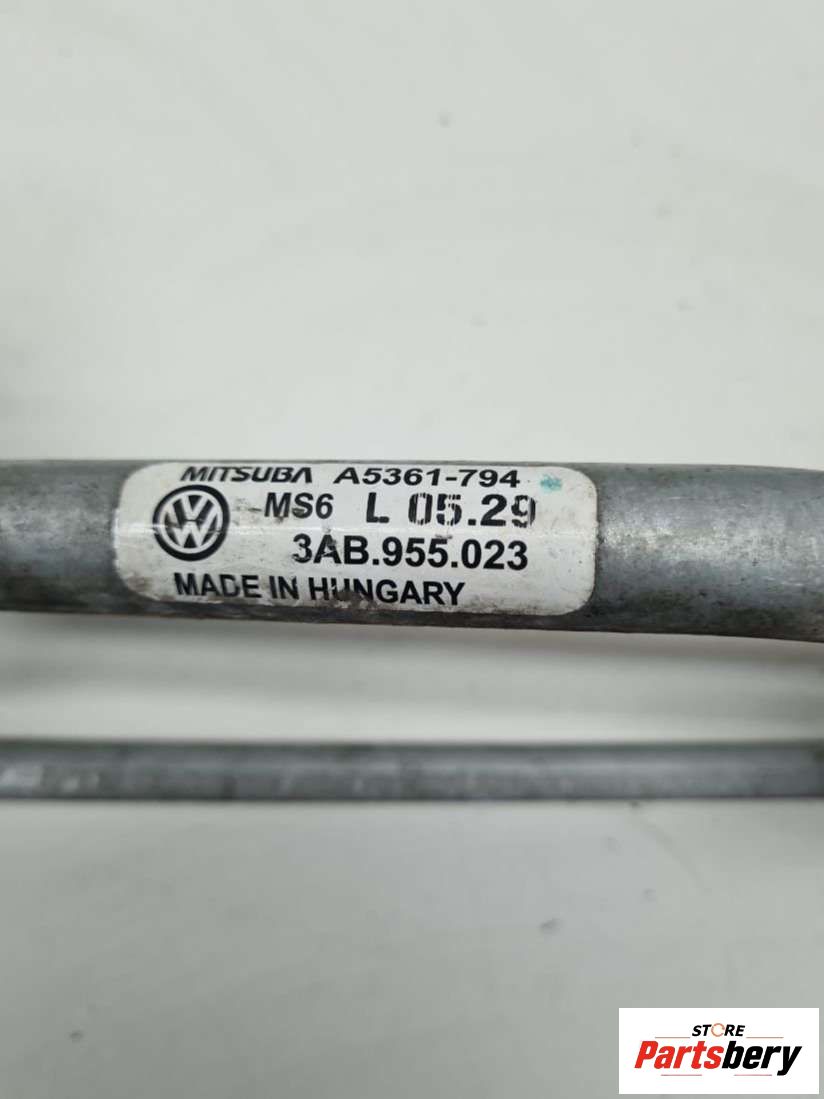 MITSUBA A5361-794
MS6 L 05.29
3AB.955.023
MADE IN HUNGARY
STORE
Partsbery